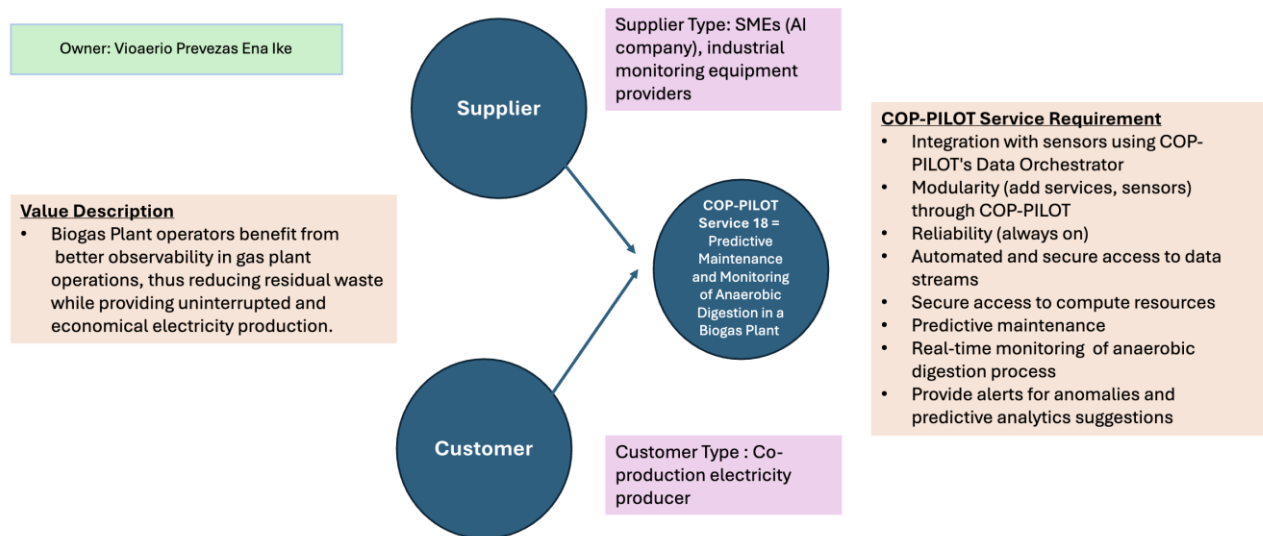 Owner: Vioaerio Prevezas Ena Ike
Supplier
Supplier Type: SMEs (AI
company), industrial
monitoring equipment
providers
Value Description
• Biogas Plant operators benefit from
better observability in gas plant
operations, thus reducing residual waste
while providing uninterrupted and
economical electricity production.
COP-PILOT
Service 18 =
Predictive
Maintenance
and Monitoring
of Anaerobic
Digestion in a
Biogas Plant
COP-PILOT Service Requirement
• Integration with sensors using COP-
PILOT's Data Orchestrator
• Modularity (add services, sensors)
through COP-PILOT
• Reliability (always on)
• Automated and secure access to data
streams
• Secure access to compute resources
• Predictive maintenance
• Real-time monitoring of anaerobic
digestion process
• Provide alerts for anomalies and
predictive analytics suggestions
Customer
Customer Type : Co-
production electricity
producer